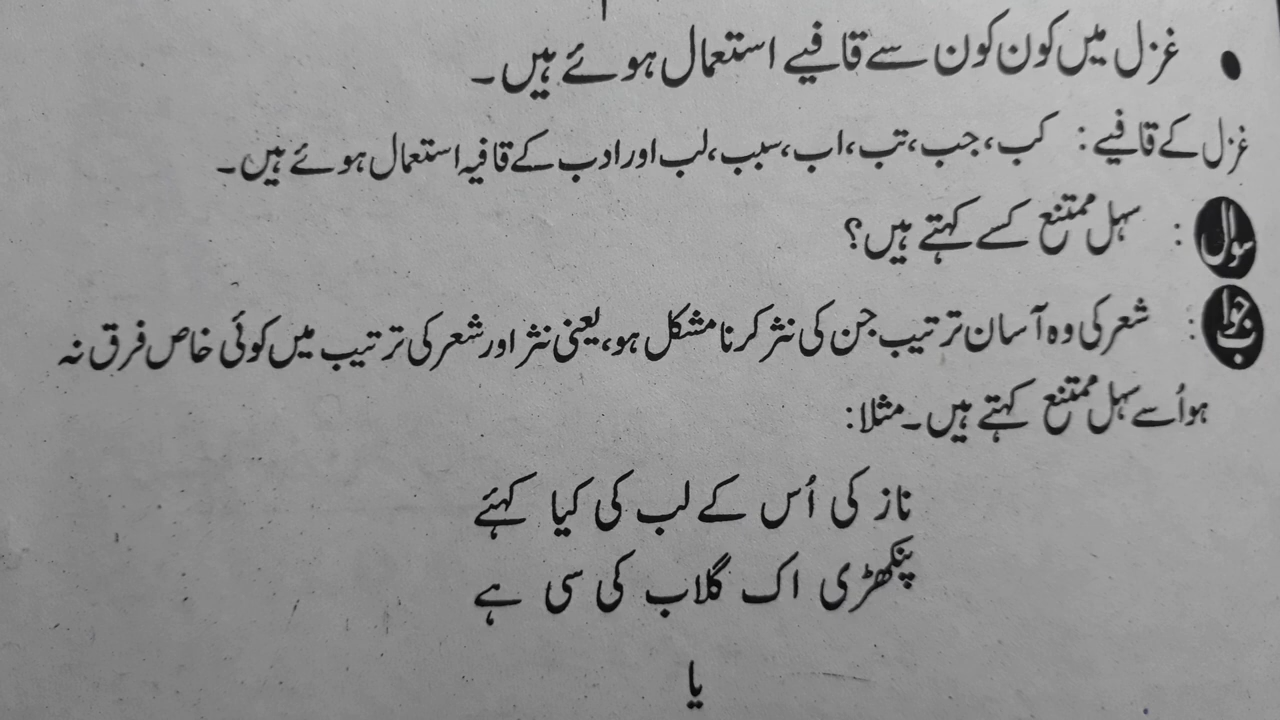 • غزل میں کون کون سے قافیے استعمال ہوئے ہیں۔
غزل کے قافیے: کب، جب، تب، اب، سبب، لب اور ادب کے قافیہ استعمال ہوئے ہیں۔
سوال: سہل ممتنع کسے کہتے ہیں؟
جواب: شعر کی وہ آسان ترتیب جن کی نثر کرنا مشکل ہو، یعنی نثر اور شعر کی ترتیب میں کوئی خاص فرق نہ
ہو اُسے سہل ممتنع کہتے ہیں۔ مثلا:
ناز کی اُس کے لب کی کیا کہئے
پنکھڑی اک گلاب کی سی ہے
یا